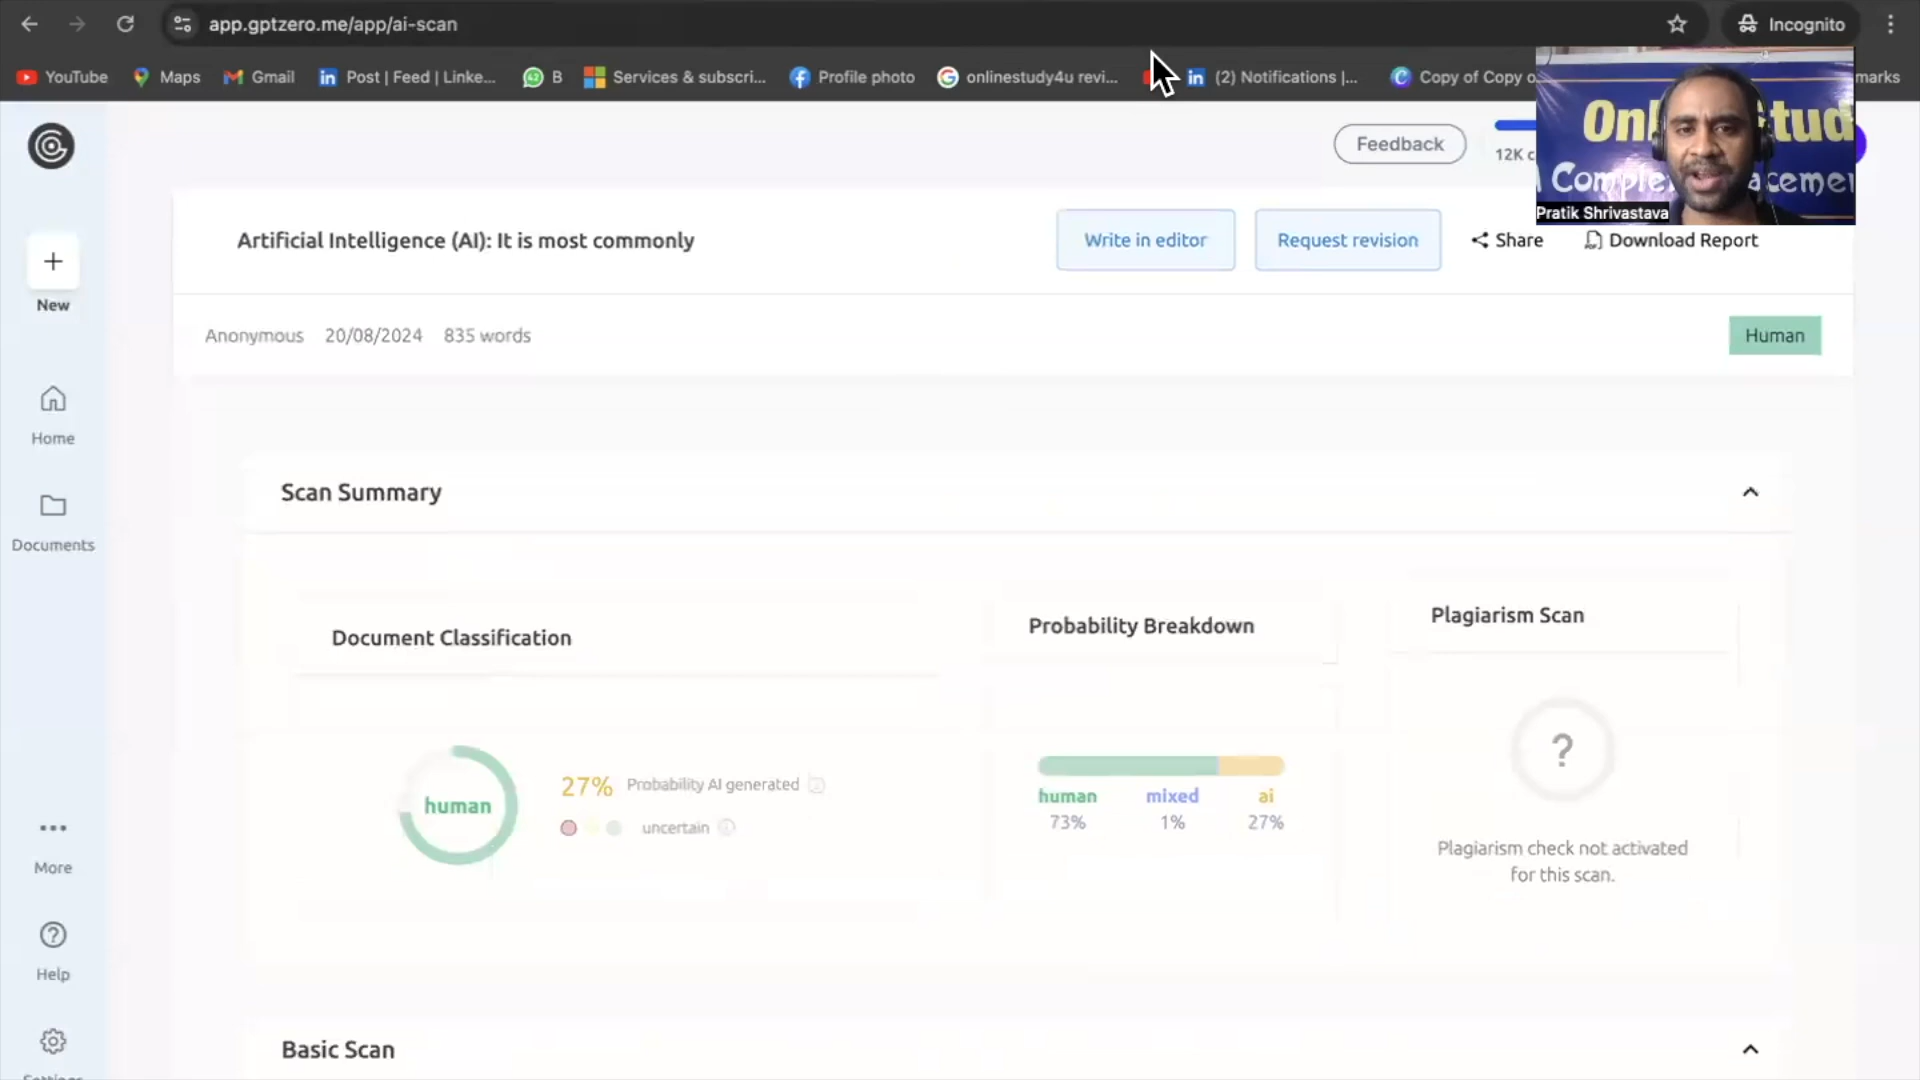 app.gptzero.me/app/ai-scan
Incognito
YouTube
Maps
Gmail
Post | Feed | Linke...
B
Services & subscri...
Profile photo
onlinestudy4u revi...
(2) Notifications |...
Copy of Copy o
marks
Feedback
12K c
Onl Stud
Comple aceme
Pratik Shrivastava
Artificial Intelligence (AI): It is most commonly
Write in editor
Request revision
Share
Download Report
New
Anonymous 20/08/2024 835 words
Human
Home
Documents
Scan Summary
Document Classification
Probability Breakdown
Plagiarism Scan
human
27% Probability AI generated
uncertain
human mixed ai
73% 1% 27%
?
Plagiarism check not activated
for this scan.
More
Help
Basic Scan